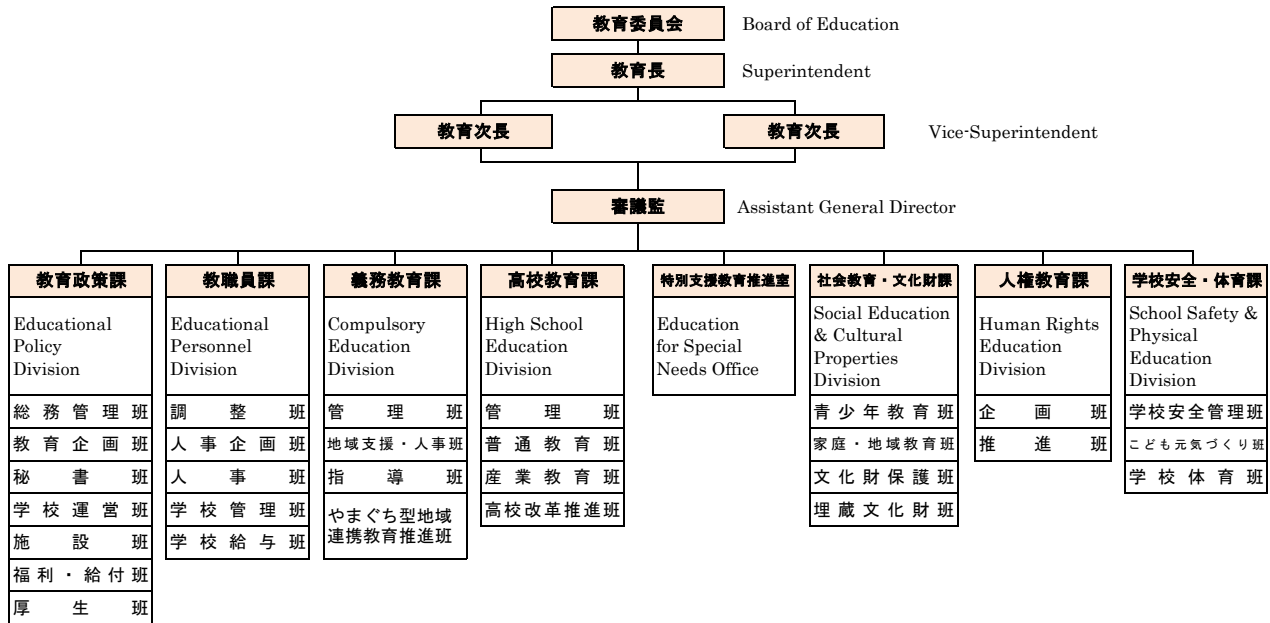 教育委員会 Board of Education
教育長 Superintendent
教育次長 教育次長 Vice-Superintendent
審議監 Assistant General Director
教育政策課
Educational
Policy
Division
総務管理班
教育企画班
秘書班
学校運営班
施設班
福利・給付班
厚生班
教職員課
Educational
Personnel
Division
調整班
人事企画班
人事班
学校管理班
学校給与班
義務教育課
Compulsory
Education
Division
管理班
地域支援・人事班
指導班
やまぐち型地域
連携教育推進班
高校教育課
High School
Education
Division
管理班
普通教育班
産業教育班
高校改革推進班
特別支援教育推進室
Education
for Special
Needs Office
社会教育・文化財課
Social Education
& Cultural
Properties
Division
青少年教育班
家庭・地域教育班
文化財保護班
埋蔵文化財班
人権教育課
Human Rights
Education
Division
企画班
推進班
学校安全・体育課
School Safety &
Physical
Education
Division
学校安全管理班
こども元気づくり班
学校体育班